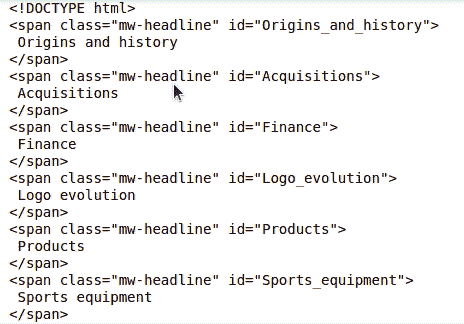 <!DOCTYPE html>
<span class="mw-headline" id="Origins_and_history">
 Origins and history
</span>
<span class="mw-headline" id="Acquisitions">
 Acquisitions
</span>
<span class="mw-headline" id="Finance">
 Finance
</span>
<span class="mw-headline" id="Logo_evolution">
 Logo evolution
</span>
<span class="mw-headline" id="Products">
 Products
</span>
<span class="mw-headline" id="Sports_equipment">
 Sports equipment
</span>